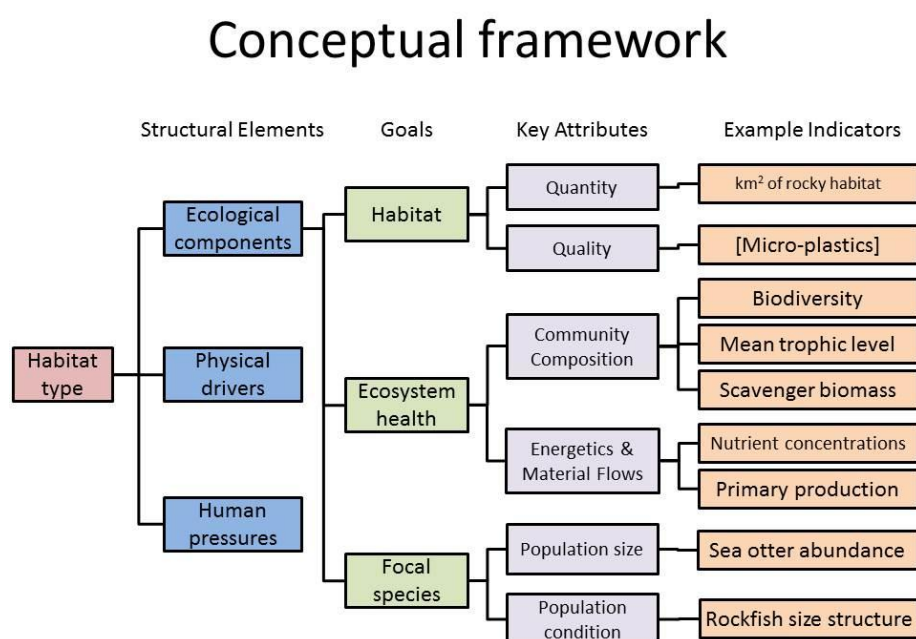 Conceptual framework
Structural Elements
Goals
Key Attributes
Example Indicators
Habitat
type
Ecological
components
Physical
drivers
Human
pressures
Habitat
Ecosystem
health
Focal
species
Quantity
Quality
Community
Composition
Energetics &
Material Flows
Population size
Population
condition
km² of rocky habitat
[Micro-plastics]
Biodiversity
Mean trophic level
Scavenger biomass
Nutrient concentrations
Primary production
Sea otter abundance
Rockfish size structure